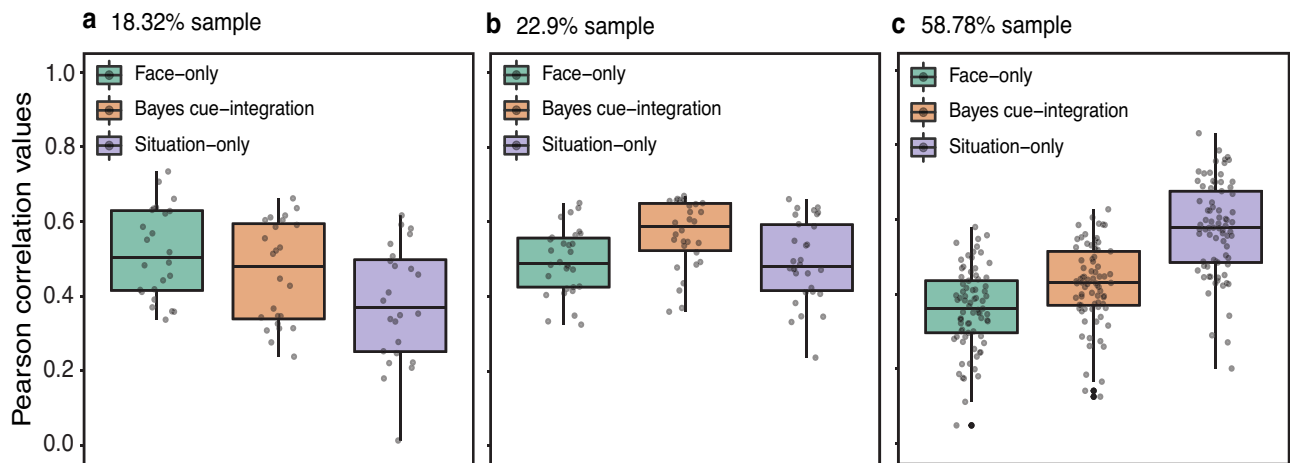 a 18.32% sample
b 22.9% sample
c 58.78% sample
Pearson correlation values
1.0
0.8
0.6
0.4
0.2
0.0
Face−only
Bayes cue−integration
Situation−only
Face−only
Bayes cue−integration
Situation−only
Face−only
Bayes cue−integration
Situation−only